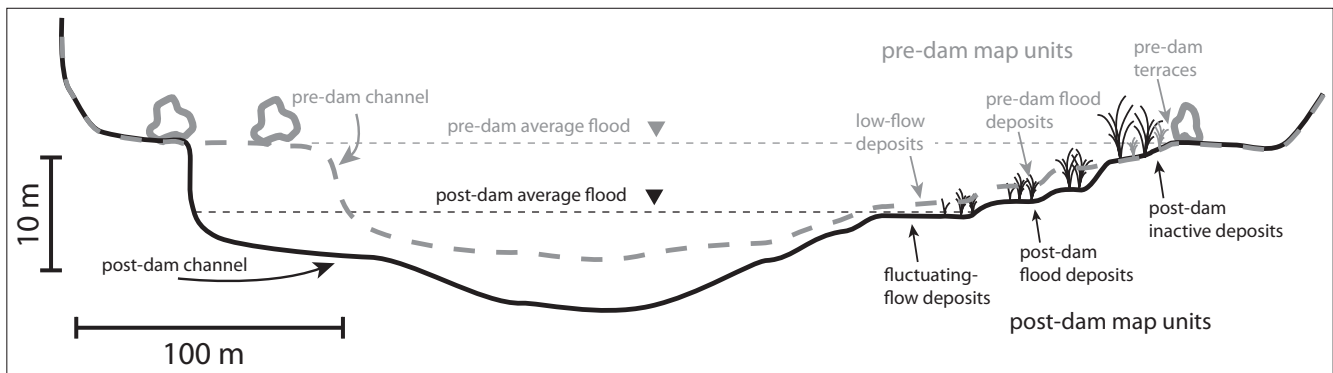 pre-dam map units
pre-dam
terraces
pre-dam channel
pre-dam flood
deposits
pre-dam average flood
low-flow
deposits
10 m
post-dam average flood
post-dam
inactive deposits
post-dam channel
post-dam
flood deposits
fluctuating-
flow deposits
post-dam map units
100 m